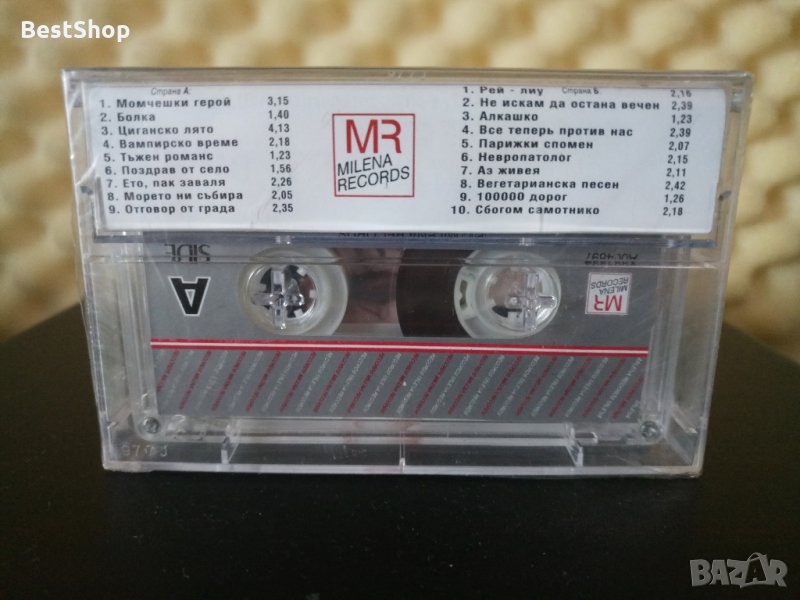 BestShop
Страна А:
1. Момчешки герой 3,15
2. Болка 1,40
3. Циганско лято 4,13
4. Вампирско време 2,18
5. Тъжен романс 1,23
6. Поздрав от село 1,56
7. Ето, пак заваля 2,26
8. Морето ни събира 2,05
9. Отговор от града 2,35
MR
MILENA
RECORDS
Страна Б:
1. Рей - лиу 2,16
2. Не искам да остана вечен 2,39
3. Алкашко 1,23
4. Все теперь против нас 2,39
5. Парижки спомен 2,07
6. Невропатолог 2,15
7. Аз живея 2,11
8. Вегетарианска песен 2,42
9. 100000 дорог 1,26
10. Сбогом самотнико 2,18
SIDE
A
MR
MILENA
RECORDS
BAZAR